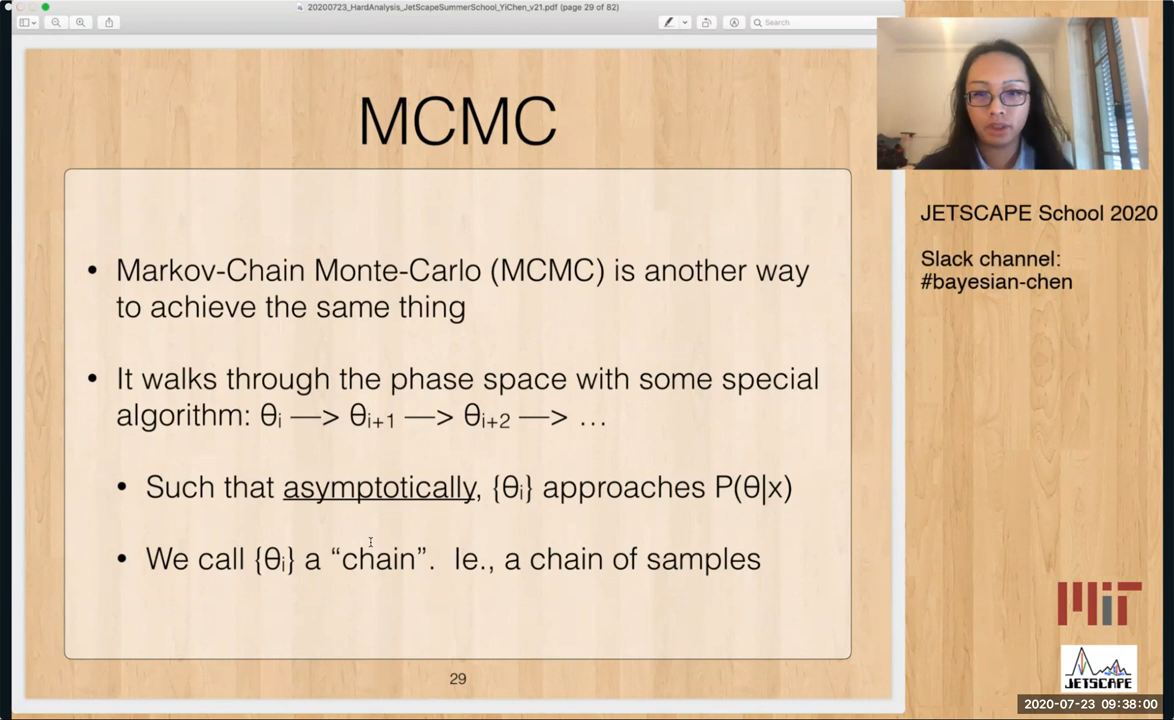 20200723_HardAnalysis_JetScapeSummerSchool_YiChen_v21.pdf (page 29 of 82)
Search
MCMC
• Markov-Chain Monte-Carlo (MCMC) is another way
to achieve the same thing
• It walks through the phase space with some special
algorithm: θᵢ —> θᵢ₊₁ —> θᵢ₊₂ —> …
• Such that asymptotically, {θᵢ} approaches P(θ|x)
• We call {θᵢ} a “chain”. Ie., a chain of samples
29
JETSCAPE School 2020
Slack channel:
#bayesian-chen
MIT
JETSCAPE
2020-07-23 09:38:00